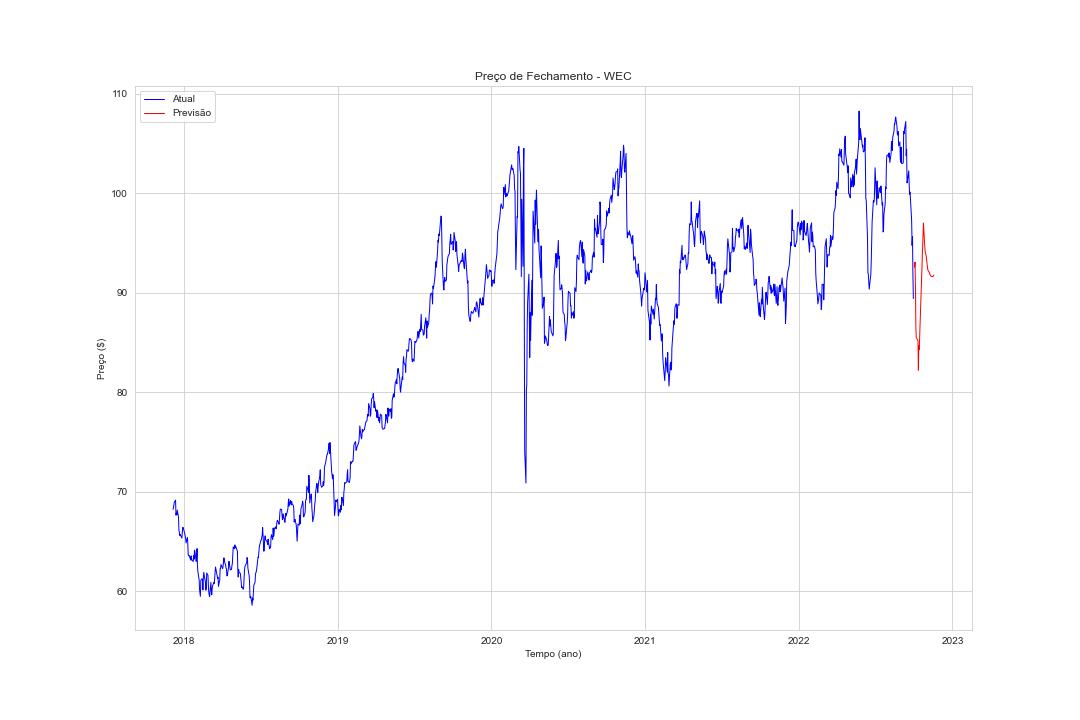 Preço de Fechamento - WEC
Atual
Previsão
110
100
90
80
70
60
Preço ($)
2018
2019
2020
2021
2022
2023
Tempo (ano)